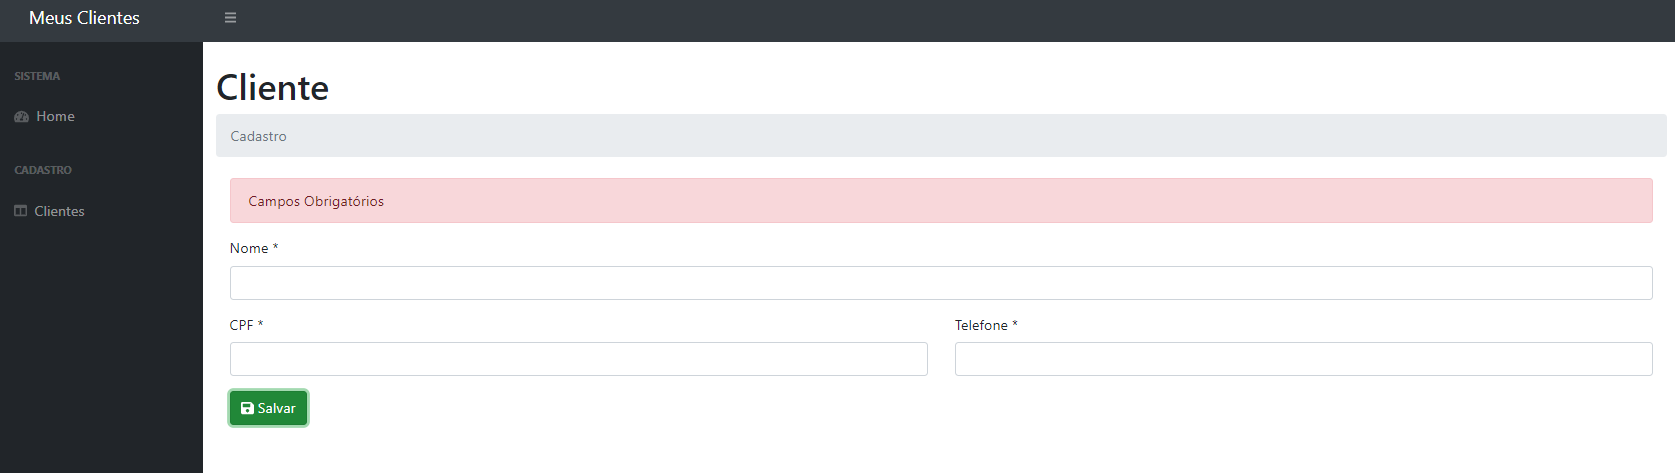 Meus Clientes
SISTEMA
Home
CADASTRO
Clientes
Cliente
Cadastro
Campos Obrigatórios
Nome *
CPF *
Telefone *
Salvar